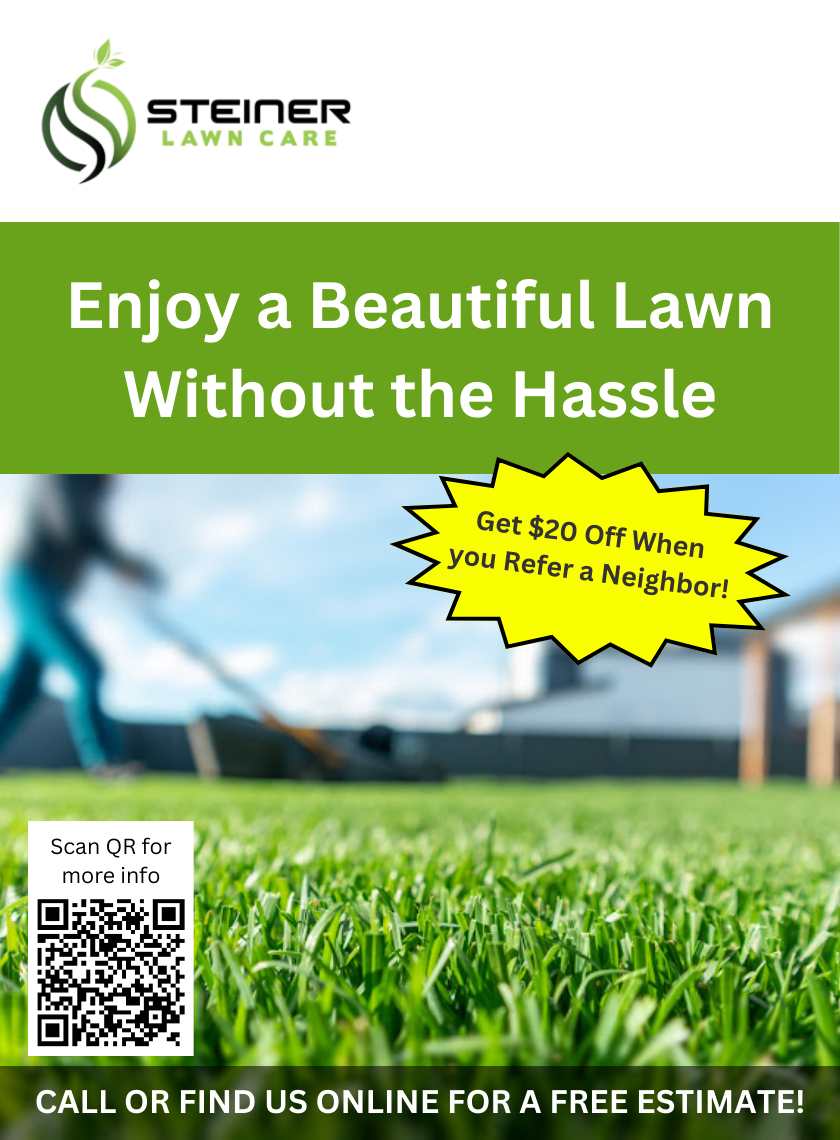 STEINER
LAWN CARE
Enjoy a Beautiful Lawn
Without the Hassle
Get $20 Off When
you Refer a Neighbor!
Scan QR for
more info
CALL OR FIND US ONLINE FOR A FREE ESTIMATE!